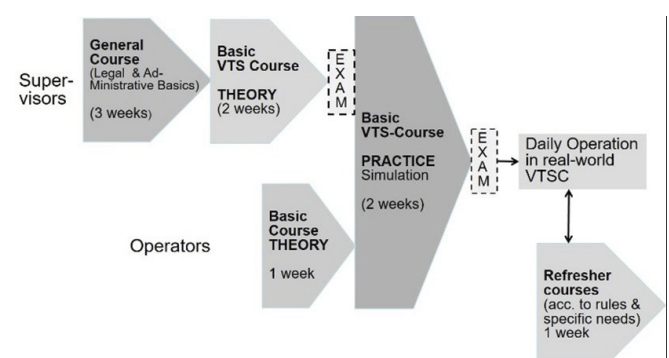 Super-
visors
General
Course
(Legal & Ad-
Ministrative Basics)
(3 weeks)
Basic
VTS Course
THEORY
(2 weeks)
E
X
A
M
Basic
VTS-Course
PRACTICE
Simulation
(2 weeks)
E
X
A
M
Daily Operation
in real-world
VTSC
Operators
Basic
Course
THEORY
1 week
Refresher
courses
(acc. to rules &
specific needs)
1 week